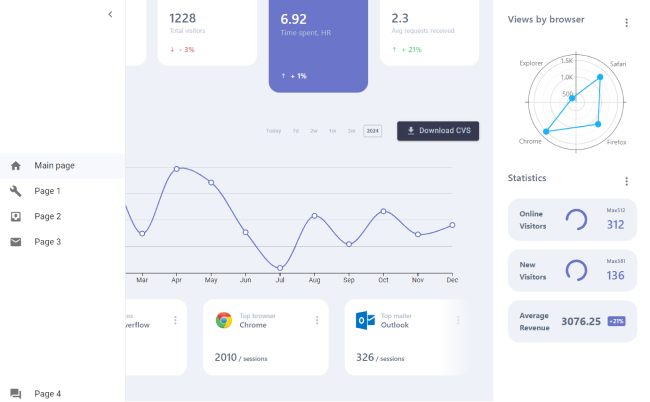 Main page
Page 1
Page 2
Page 3
Page 4
1228
Total visitors
↓ - 3%
6.92
Time spent, HR
↑ + 1%
2.3
Avg requests received
↑ + 21%
Today 7d 2w 1m 3m 2024
Download CVS
Mar Apr May Jun Jul Aug Sep Oct Nov Dec
verflow
Top browser
Chrome
2010 / sessions
Top mailer
Outlook
326 / sessions
Views by browser
Explorer
1.5K
Safari
1.0K
500
Chrome
Firefox
Statistics
Online
Visitors
Max512
312
New
Visitors
Max381
136
Average
Revenue
3076.25
-21%